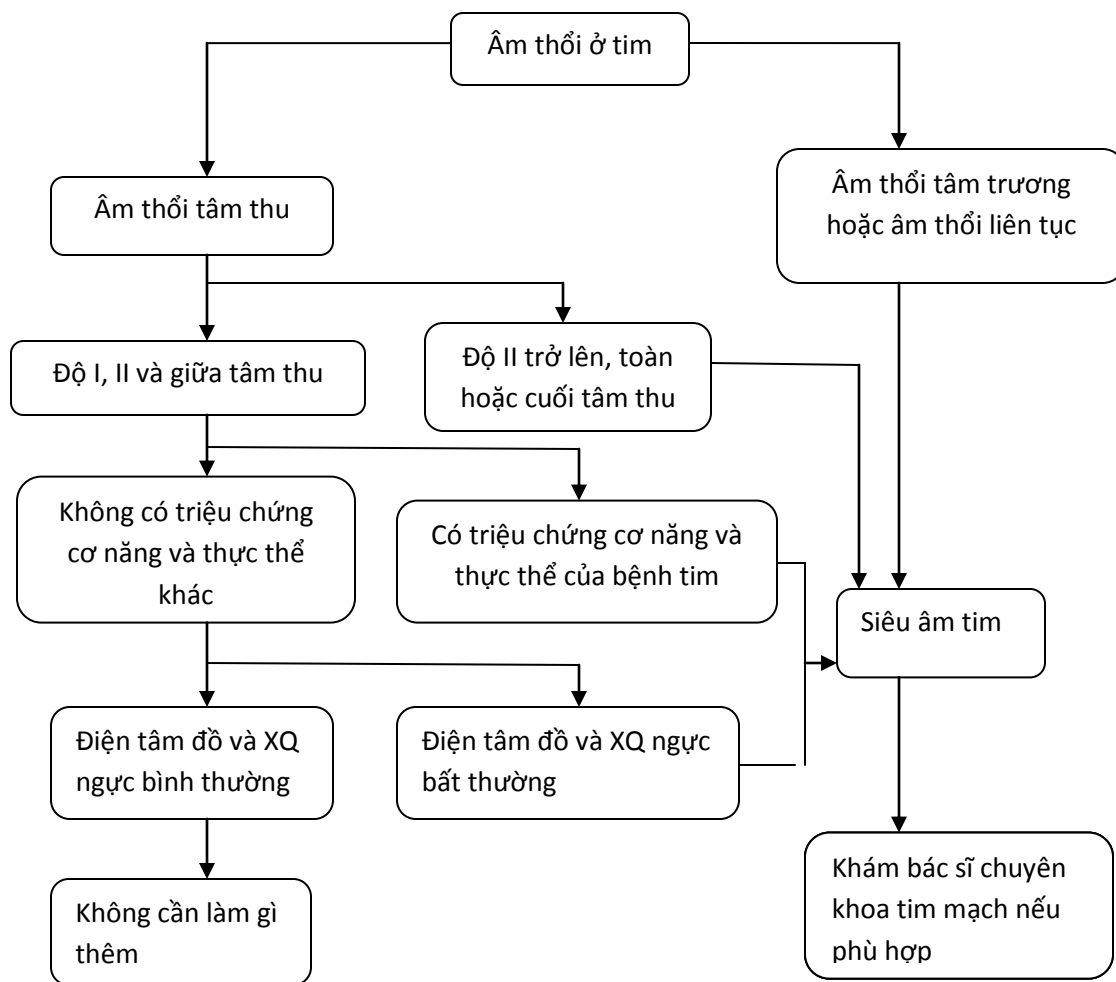 Âm thổi ở tim
Âm thổi tâm thu
Âm thổi tâm trương
hoặc âm thổi liên tục
Độ I, II và giữa tâm thu
Độ II trở lên, toàn
hoặc cuối tâm thu
Không có triệu chứng
cơ năng và thực thể
khác
Có triệu chứng cơ năng và
thực thể của bệnh tim
Siêu âm tim
Điện tâm đồ và XQ
ngực bình thường
Điện tâm đồ và XQ ngực
bất thường
Không cần làm gì
thêm
Khám bác sĩ chuyên
khoa tim mạch nếu
phù hợp